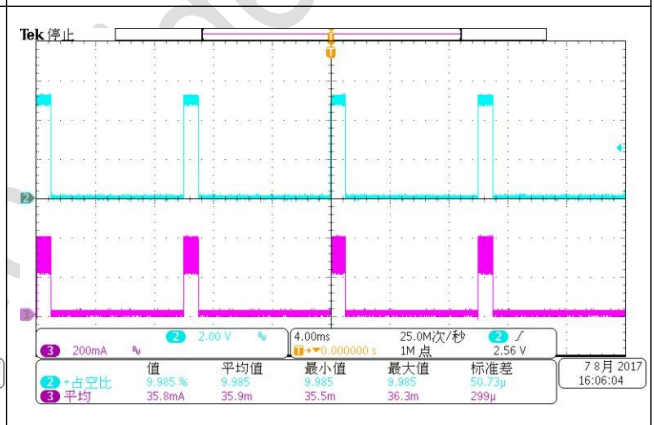 Tek 停止
T
T
2
3
2 2.00 V
3 200mA
4.00ms
T→▼0.000000 s
25.0M次/秒
1M 点
2 ∫
2.56 V
值 平均值 最小值 最大值 标准差
2 +占空比 9.985 % 9.985 9.985 9.985 50.73µ
3 平均 35.8mA 35.9m 35.5m 36.3m 299µ
7 8月 2017
16:06:04